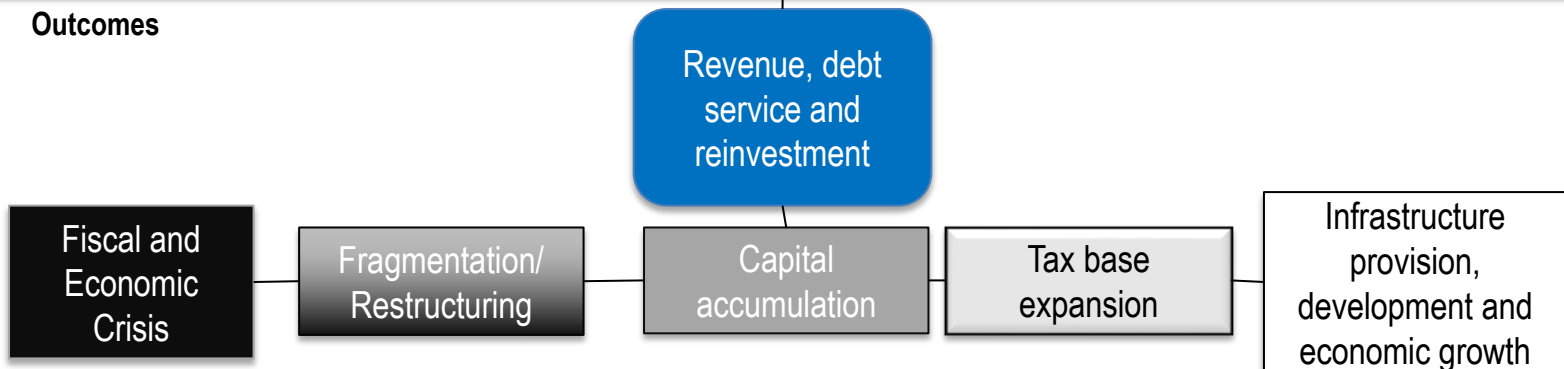 Outcomes
Revenue, debt
service and
reinvestment
Fiscal and
Economic
Crisis
Fragmentation/
Restructuring
Capital
accumulation
Tax base
expansion
Infrastructure
provision,
development and
economic growth